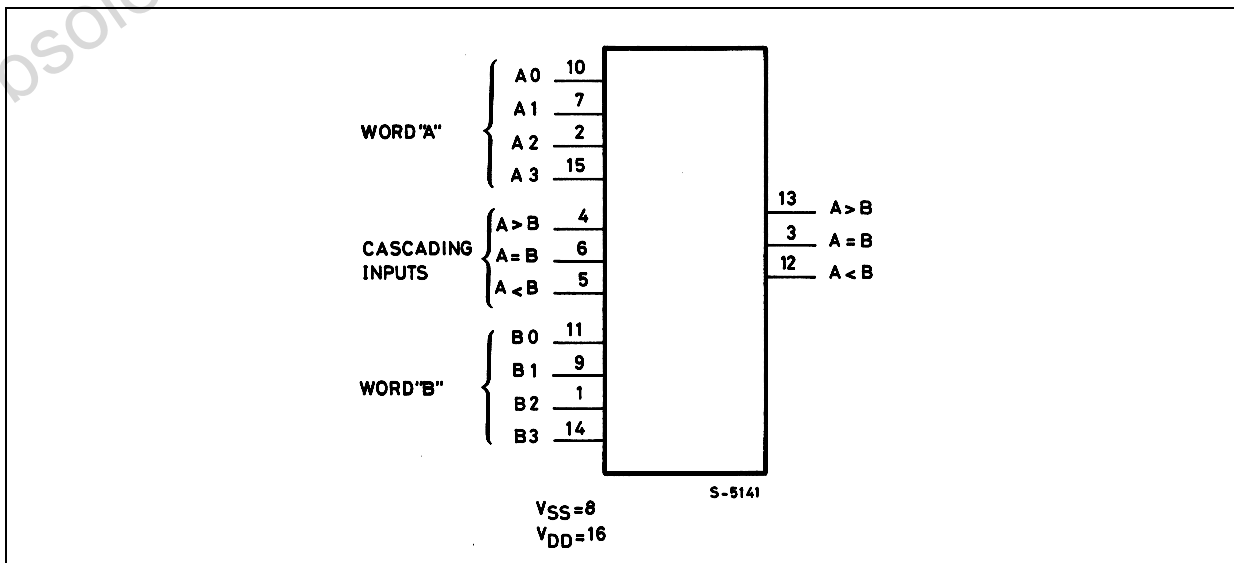 bsole
A0 10
A1 7
WORD "A"
A2 2
A3 15
A>B 4
CASCADING
INPUTS
A=B 6
A<B 5
B0 11
B1 9
WORD "B"
B2 1
B3 14
13 A>B
3 A=B
12 A<B
S-5141
VSS=8
VDD=16